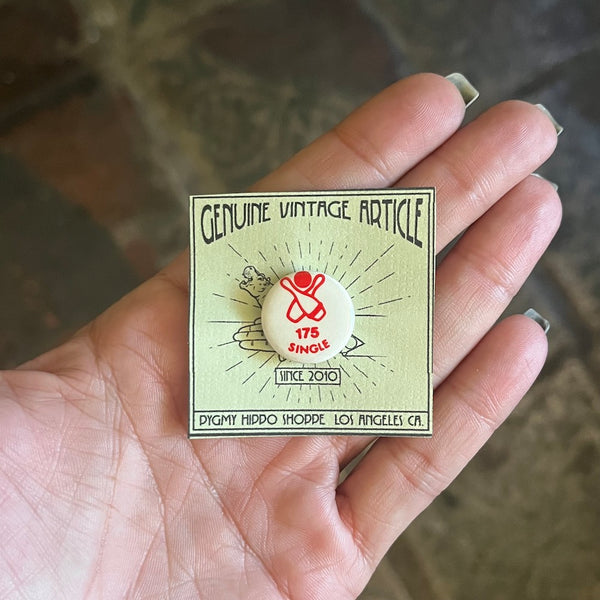 GENUINE VINTAGE ARTICLE
175
SINGLE
SINCE 2010
PYGMY HIPPO SHOPPE LOS ANGELES CA.